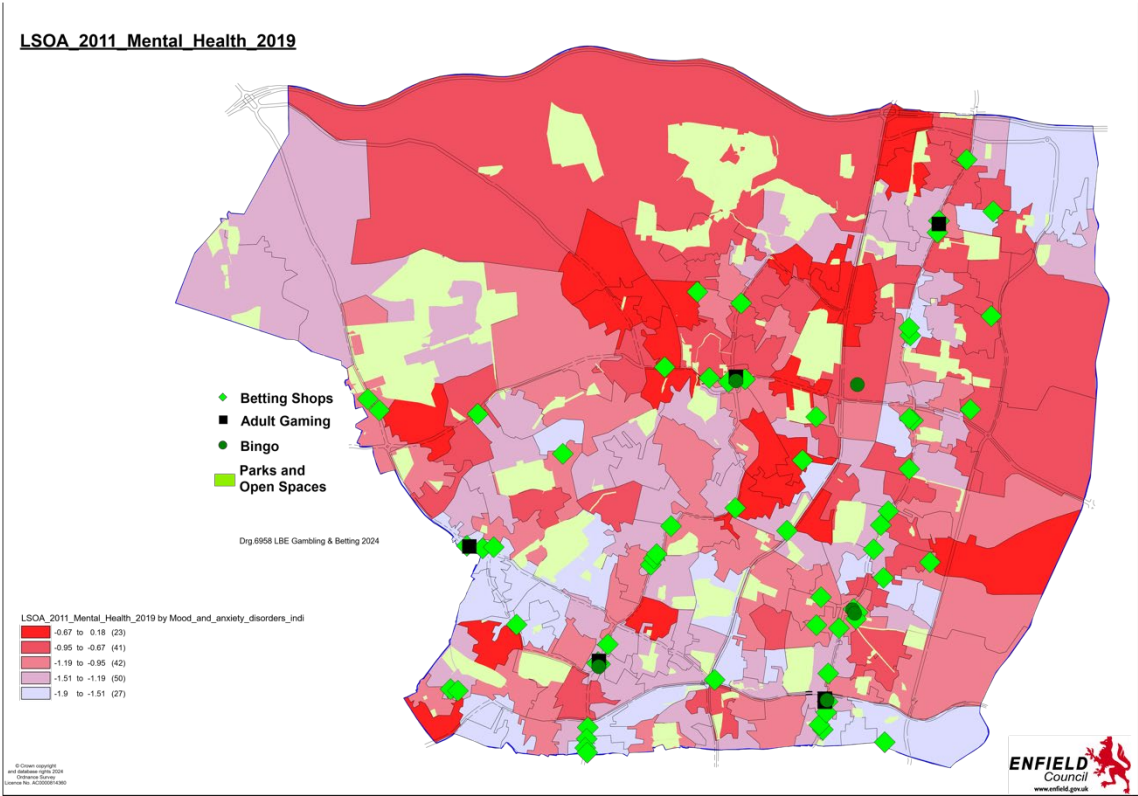 LSOA_2011_Mental_Health_2019
Betting Shops
Adult Gaming
Bingo
Parks and
Open Spaces
Drg.6958 LBE Gambling & Betting 2024
LSOA_2011_Mental_Health_2019 by Mood_and_anxiety_disorders_indi
-0.67 to 0.18 (23)
-0.95 to -0.67 (41)
-1.19 to -0.95 (42)
-1.51 to -1.19 (50)
-1.9 to -1.51 (27)
© Crown copyright
and database rights 2024
Ordnance Survey
Licence No. AC0000814360
ENFIELD
Council
www.enfield.gov.uk